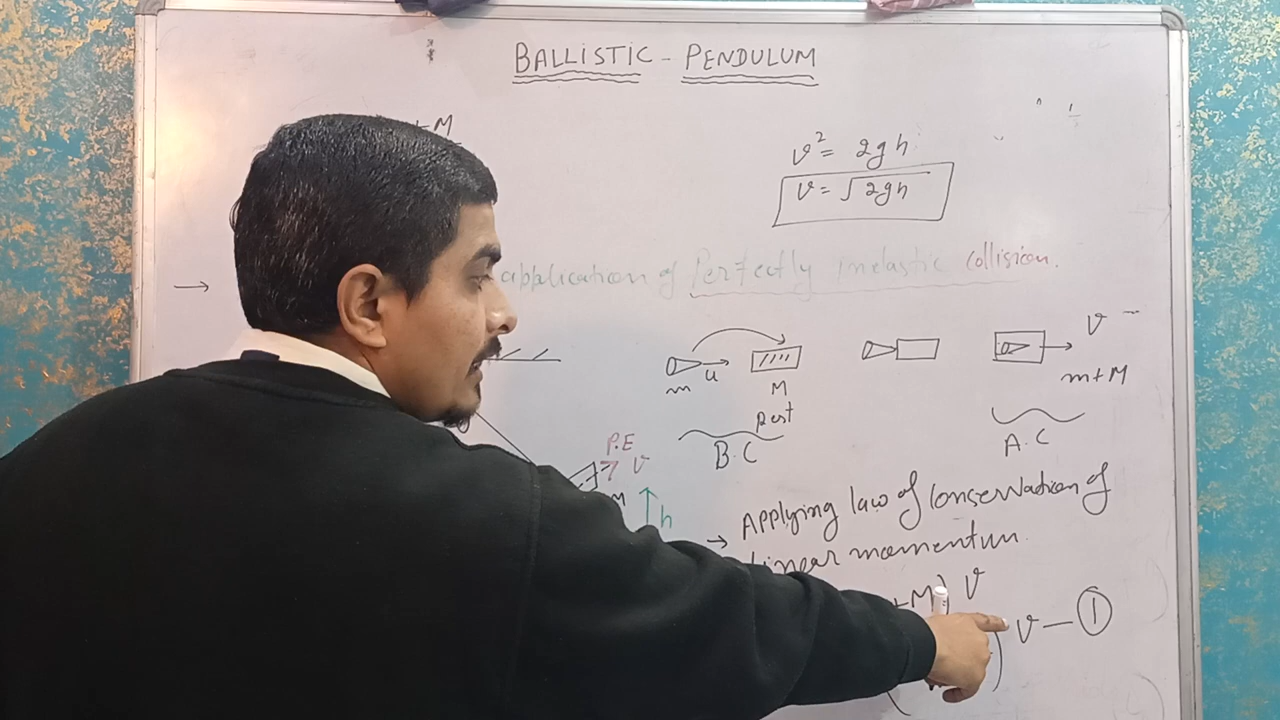 BALLISTIC - PENDULUM
+ M
v² = 2gh
v = √2gh
→ application of Perfectly inelastic collision.
m u M Rest
v
m+M
B.C
A.C
P.E
v
M
h
→ Applying law of Conservation of
Linear momentum.
+M) v
) v — ①